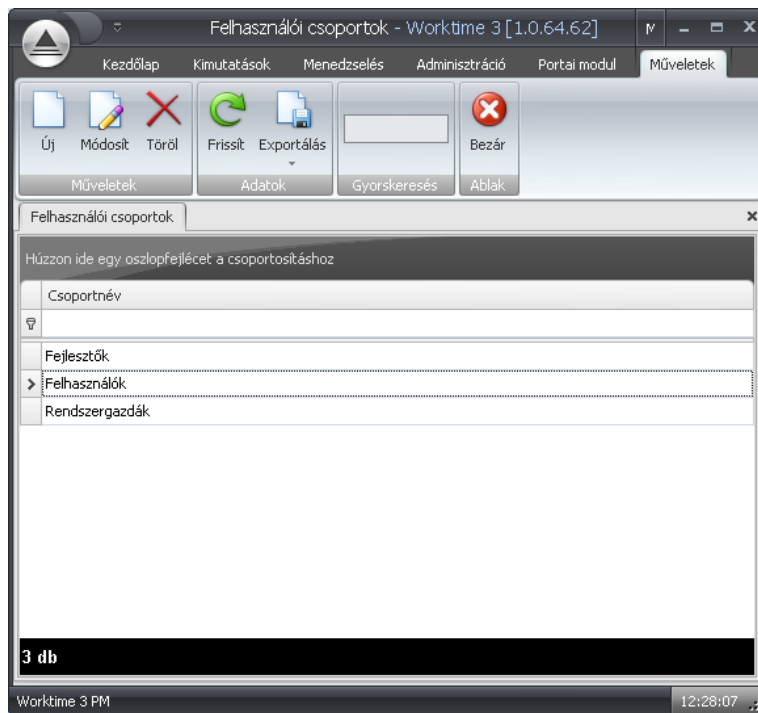 Felhasználói csoportok - Worktime 3 [1.0.64.62]
Kezdőlap Kimutatások Menedzselés Adminisztráció Portai modul Műveletek
Új Módosít Töröl Frissít Exportálás Bezár
Műveletek Adatok Gyorskeresés Ablak
Felhasználói csoportok
Húzzon ide egy oszlopfejlécet a csoportosításhoz
Csoportnév
Fejlesztők
Felhasználók
Rendszergazdák
3 db
Worktime 3 PM 12:28:07